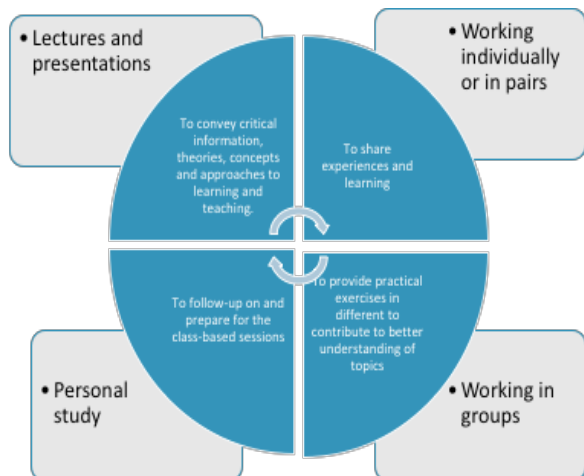 • Lectures and
presentations
To convey critical
information,
theories, concepts
and approaches to
learning and
teaching.
• Working
individually
or in pairs
To share
experiences and
learning
To follow-up on and
prepare for the
class-based sessions
• Personal
study
To provide practical
exercises in
different to
contribute to better
understanding of
topics
• Working in
groups